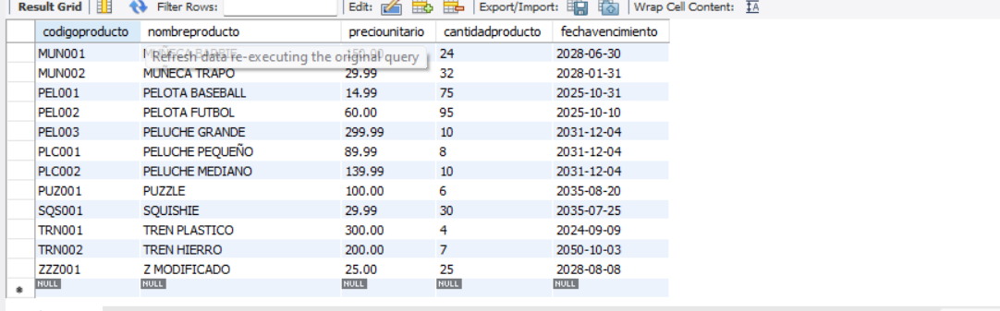 Result Grid Filter Rows: Edit: Export/Import: Wrap Cell Content: IA
codigoproducto nombreproducto preciounitario cantidadproducto fechavencimiento
MUN001 MUÑECA BARBIE 150.00 24 2028-06-30
Refresh data re-executing the original query
MUN002 MUÑECA TRAPO 29.99 32 2028-01-31
PEL001 PELOTA BASEBALL 14.99 75 2025-10-31
PEL002 PELOTA FUTBOL 60.00 95 2025-10-10
PEL003 PELUCHE GRANDE 299.99 10 2031-12-04
PLC001 PELUCHE PEQUEÑO 89.99 8 2031-12-04
PLC002 PELUCHE MEDIANO 139.99 10 2031-12-04
PUZ001 PUZZLE 100.00 6 2035-08-20
SQS001 SQUISHIE 29.99 30 2035-07-25
TRN001 TREN PLASTICO 300.00 4 2024-09-09
TRN002 TREN HIERRO 200.00 7 2050-10-03
ZZZ001 Z MODIFICADO 25.00 25 2028-08-08
NULL NULL NULL NULL NULL